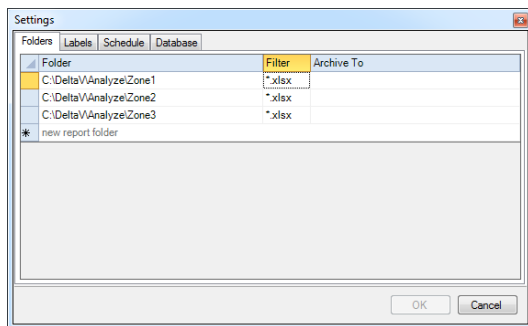 Settings
Folders Labels Schedule Database
Folder Filter Archive To
C:\DeltaV\Analyze\Zone1 *.xlsx
C:\DeltaV\Analyze\Zone2 *.xlsx
C:\DeltaV\Analyze\Zone3 *.xlsx
new report folder
OK Cancel